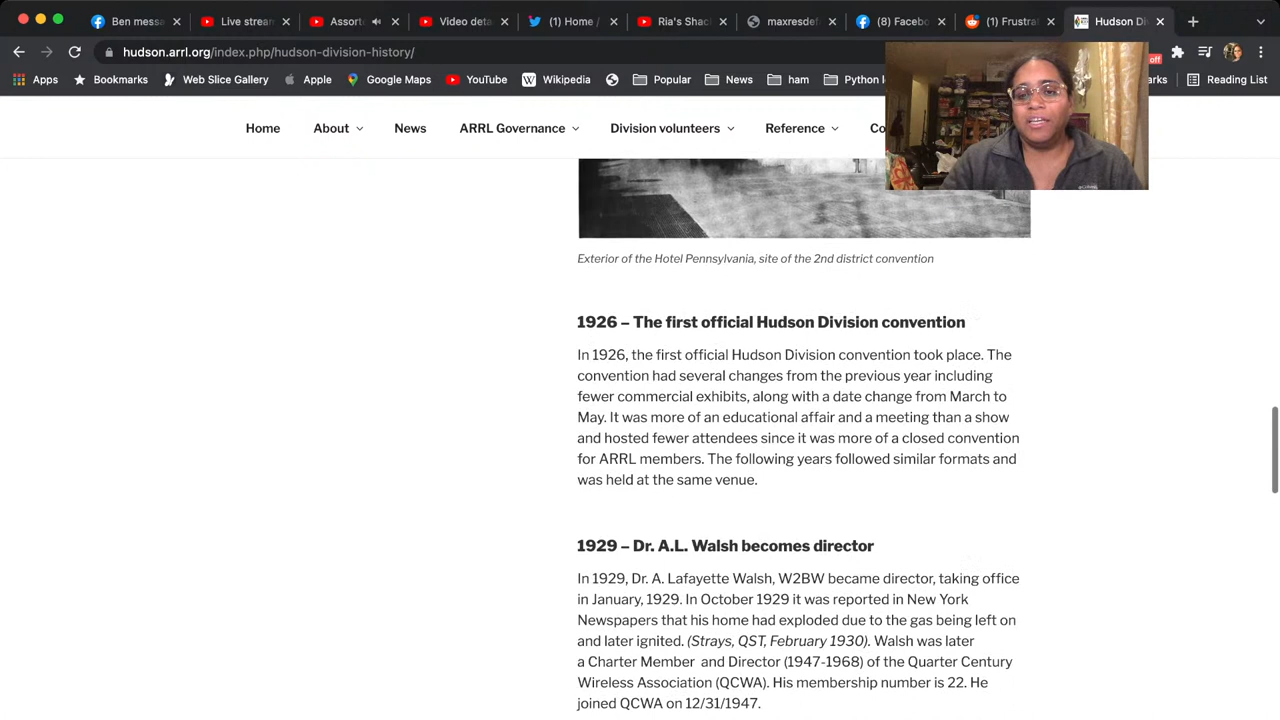 Ben messa
Live stream
Assorte
Video deta
(1) Home /
Ria's Shac
maxresdef
(8) Facebo
(1) Frustra
Hudson Di
hudson.arrl.org/index.php/hudson-division-history/
off
Apps
Bookmarks
Web Slice Gallery
Apple
Google Maps
YouTube
Wikipedia
Popular
News
ham
Python l
arks
Reading List
Home
About
News
ARRL Governance
Division volunteers
Reference
Co
Exterior of the Hotel Pennsylvania, site of the 2nd district convention
1926 – The first official Hudson Division convention
In 1926, the first official Hudson Division convention took place. The
convention had several changes from the previous year including
fewer commercial exhibits, along with a date change from March to
May. It was more of an educational affair and a meeting than a show
and hosted fewer attendees since it was more of a closed convention
for ARRL members. The following years followed similar formats and
was held at the same venue.
1929 – Dr. A.L. Walsh becomes director
In 1929, Dr. A. Lafayette Walsh, W2BW became director, taking office
in January, 1929. In October 1929 it was reported in New York
Newspapers that his home had exploded due to the gas being left on
and later ignited. (Strays, QST, February 1930). Walsh was later
a Charter Member and Director (1947-1968) of the Quarter Century
Wireless Association (QCWA). His membership number is 22. He
joined QCWA on 12/31/1947.